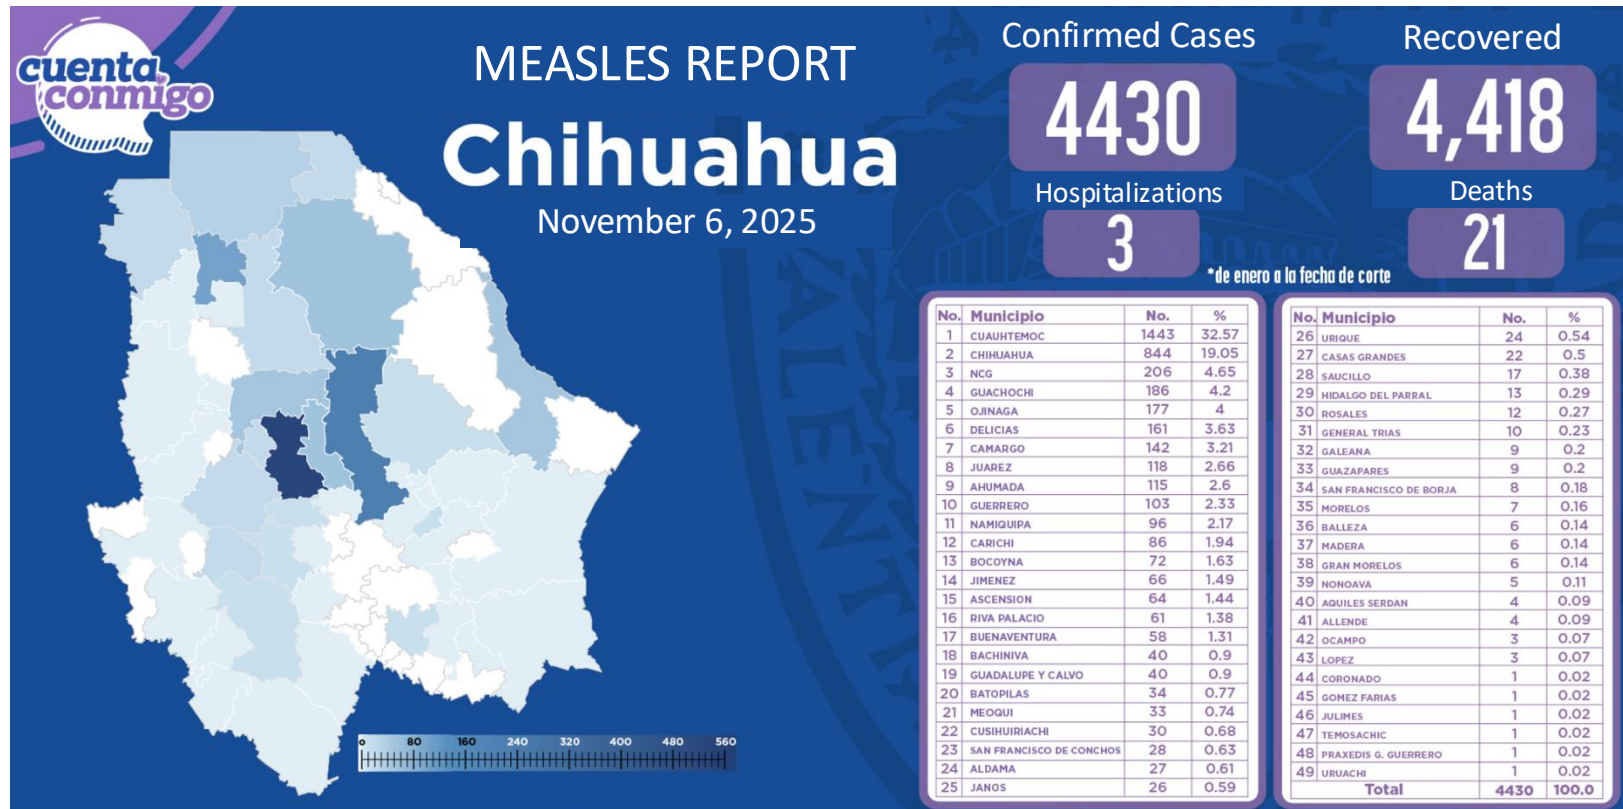 cuenta
conmigo
MEASLES REPORT
Chihuahua
November 6, 2025
Confirmed Cases
4430
Recovered
4,418
Hospitalizations
3
Deaths
21
*de enero a la fecha de corte
No. Municipio No. %
1 CUAUHTEMOC 1443 32.57
2 CHIHUAHUA 844 19.05
3 NCG 206 4.65
4 GUACHOCHI 186 4.2
5 OJINAGA 177 4
6 DELICIAS 161 3.63
7 CAMARGO 142 3.21
8 JUAREZ 118 2.66
9 AHUMADA 115 2.6
10 GUERRERO 103 2.33
11 NAMIQUIPA 96 2.17
12 CARICHI 86 1.94
13 BOCOYNA 72 1.63
14 JIMENEZ 66 1.49
15 ASCENSION 64 1.44
16 RIVA PALACIO 61 1.38
17 BUENAVENTURA 58 1.31
18 BACHINIVA 40 0.9
19 GUADALUPE Y CALVO 40 0.9
20 BATOPILAS 34 0.77
21 MEOQUI 33 0.74
22 CUSIHUIRIACHI 30 0.68
23 SAN FRANCISCO DE CONCHOS 28 0.63
24 ALDAMA 27 0.61
25 JANOS 26 0.59
No. Municipio No. %
26 URIQUE 24 0.54
27 CASAS GRANDES 22 0.5
28 SAUCILLO 17 0.38
29 HIDALGO DEL PARRAL 13 0.29
30 ROSALES 12 0.27
31 GENERAL TRIAS 10 0.23
32 GALEANA 9 0.2
33 GUAZAPARES 9 0.2
34 SAN FRANCISCO DE BORJA 8 0.18
35 MORELOS 7 0.16
36 BALLEZA 6 0.14
37 MADERA 6 0.14
38 GRAN MORELOS 6 0.14
39 NONOAVA 5 0.11
40 AQUILES SERDAN 4 0.09
41 ALLENDE 4 0.09
42 OCAMPO 3 0.07
43 LOPEZ 3 0.07
44 CORONADO 1 0.02
45 GOMEZ FARIAS 1 0.02
46 JULIMES 1 0.02
47 TEMOSACHIC 1 0.02
48 PRAXEDIS G. GUERRERO 1 0.02
49 URUACHI 1 0.02
Total 4430 100.0
0 80 160 240 320 400 480 560